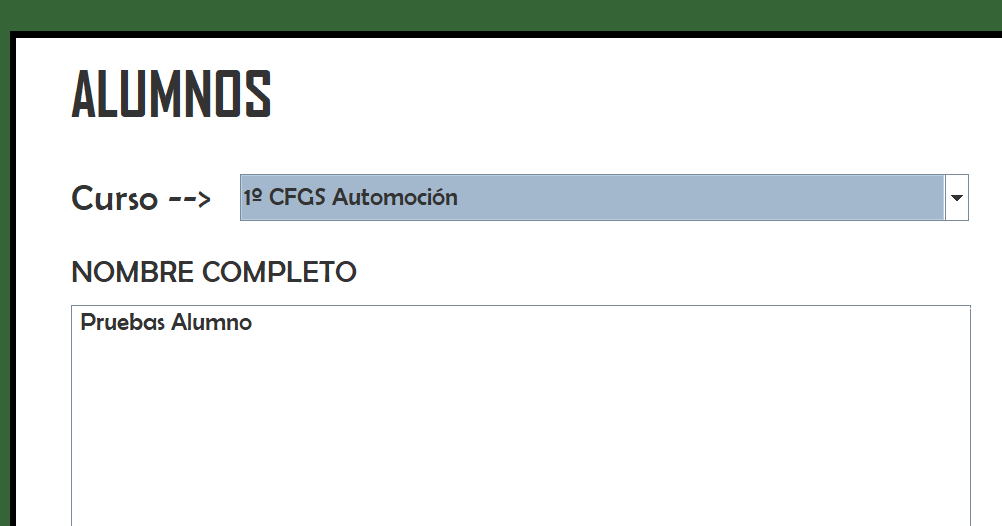 ALUMNOS
Curso --> 1º CFGS Automoción
NOMBRE COMPLETO
Pruebas Alumno